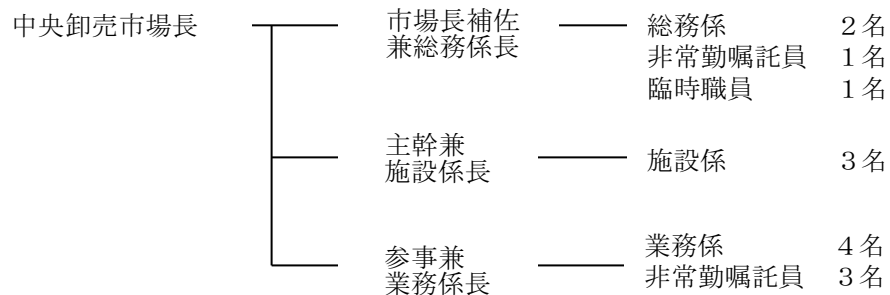 中央卸売市場長
市場長補佐
兼総務係長
総務係 2名
非常勤嘱託員 1名
臨時職員 1名
主幹兼
施設係長
施設係 3名
参事兼
業務係長
業務係 4名
非常勤嘱託員 3名